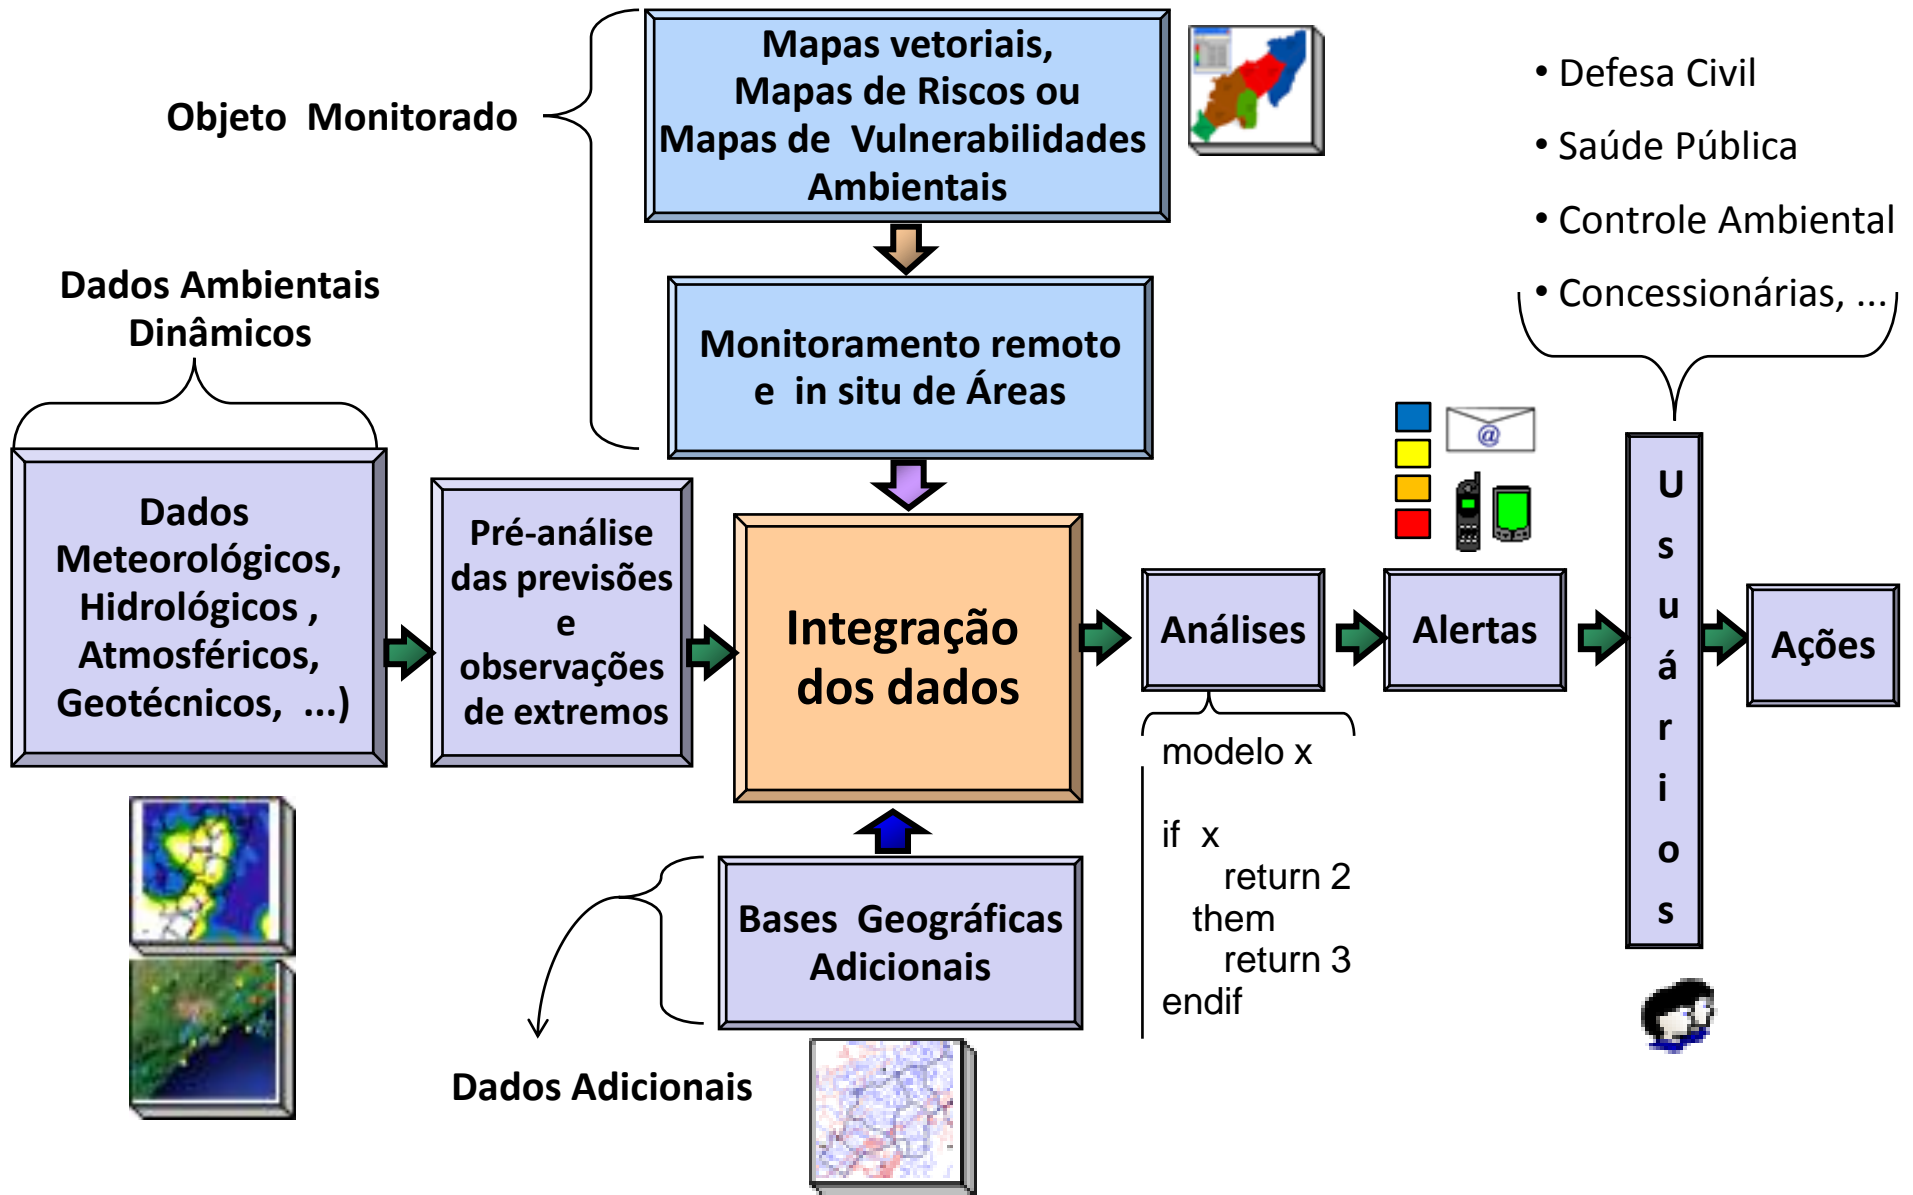 Mapas vetoriais,
Mapas de Riscos ou
Mapas de Vulnerabilidades
Ambientais
Objeto Monitorado
• Defesa Civil
• Saúde Pública
• Controle Ambiental
• Concessionárias, ...
Dados Ambientais
Dinâmicos
Monitoramento remoto
e in situ de Áreas
Dados
Meteorológicos,
Hidrológicos ,
Atmosféricos,
Geotécnicos, ...)
Pré-análise
das previsões
e
observações
de extremos
Integração
dos dados
Análises
@
Alertas
U
s
u
á
r
i
o
s
Ações
modelo x
if x
return 2
them
return 3
endif
Bases Geográficas
Adicionais
Dados Adicionais